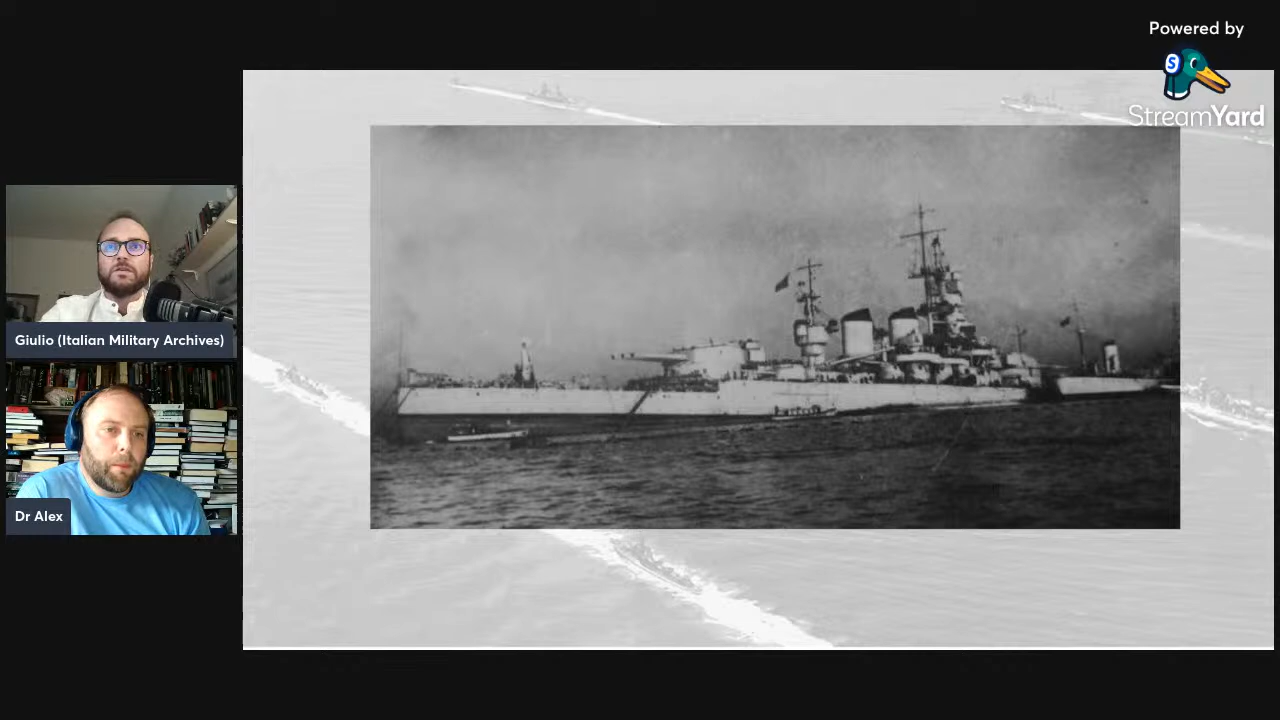 Powered by
S
StreamYard
Giulio (Italian Military Archives)
Dr Alex